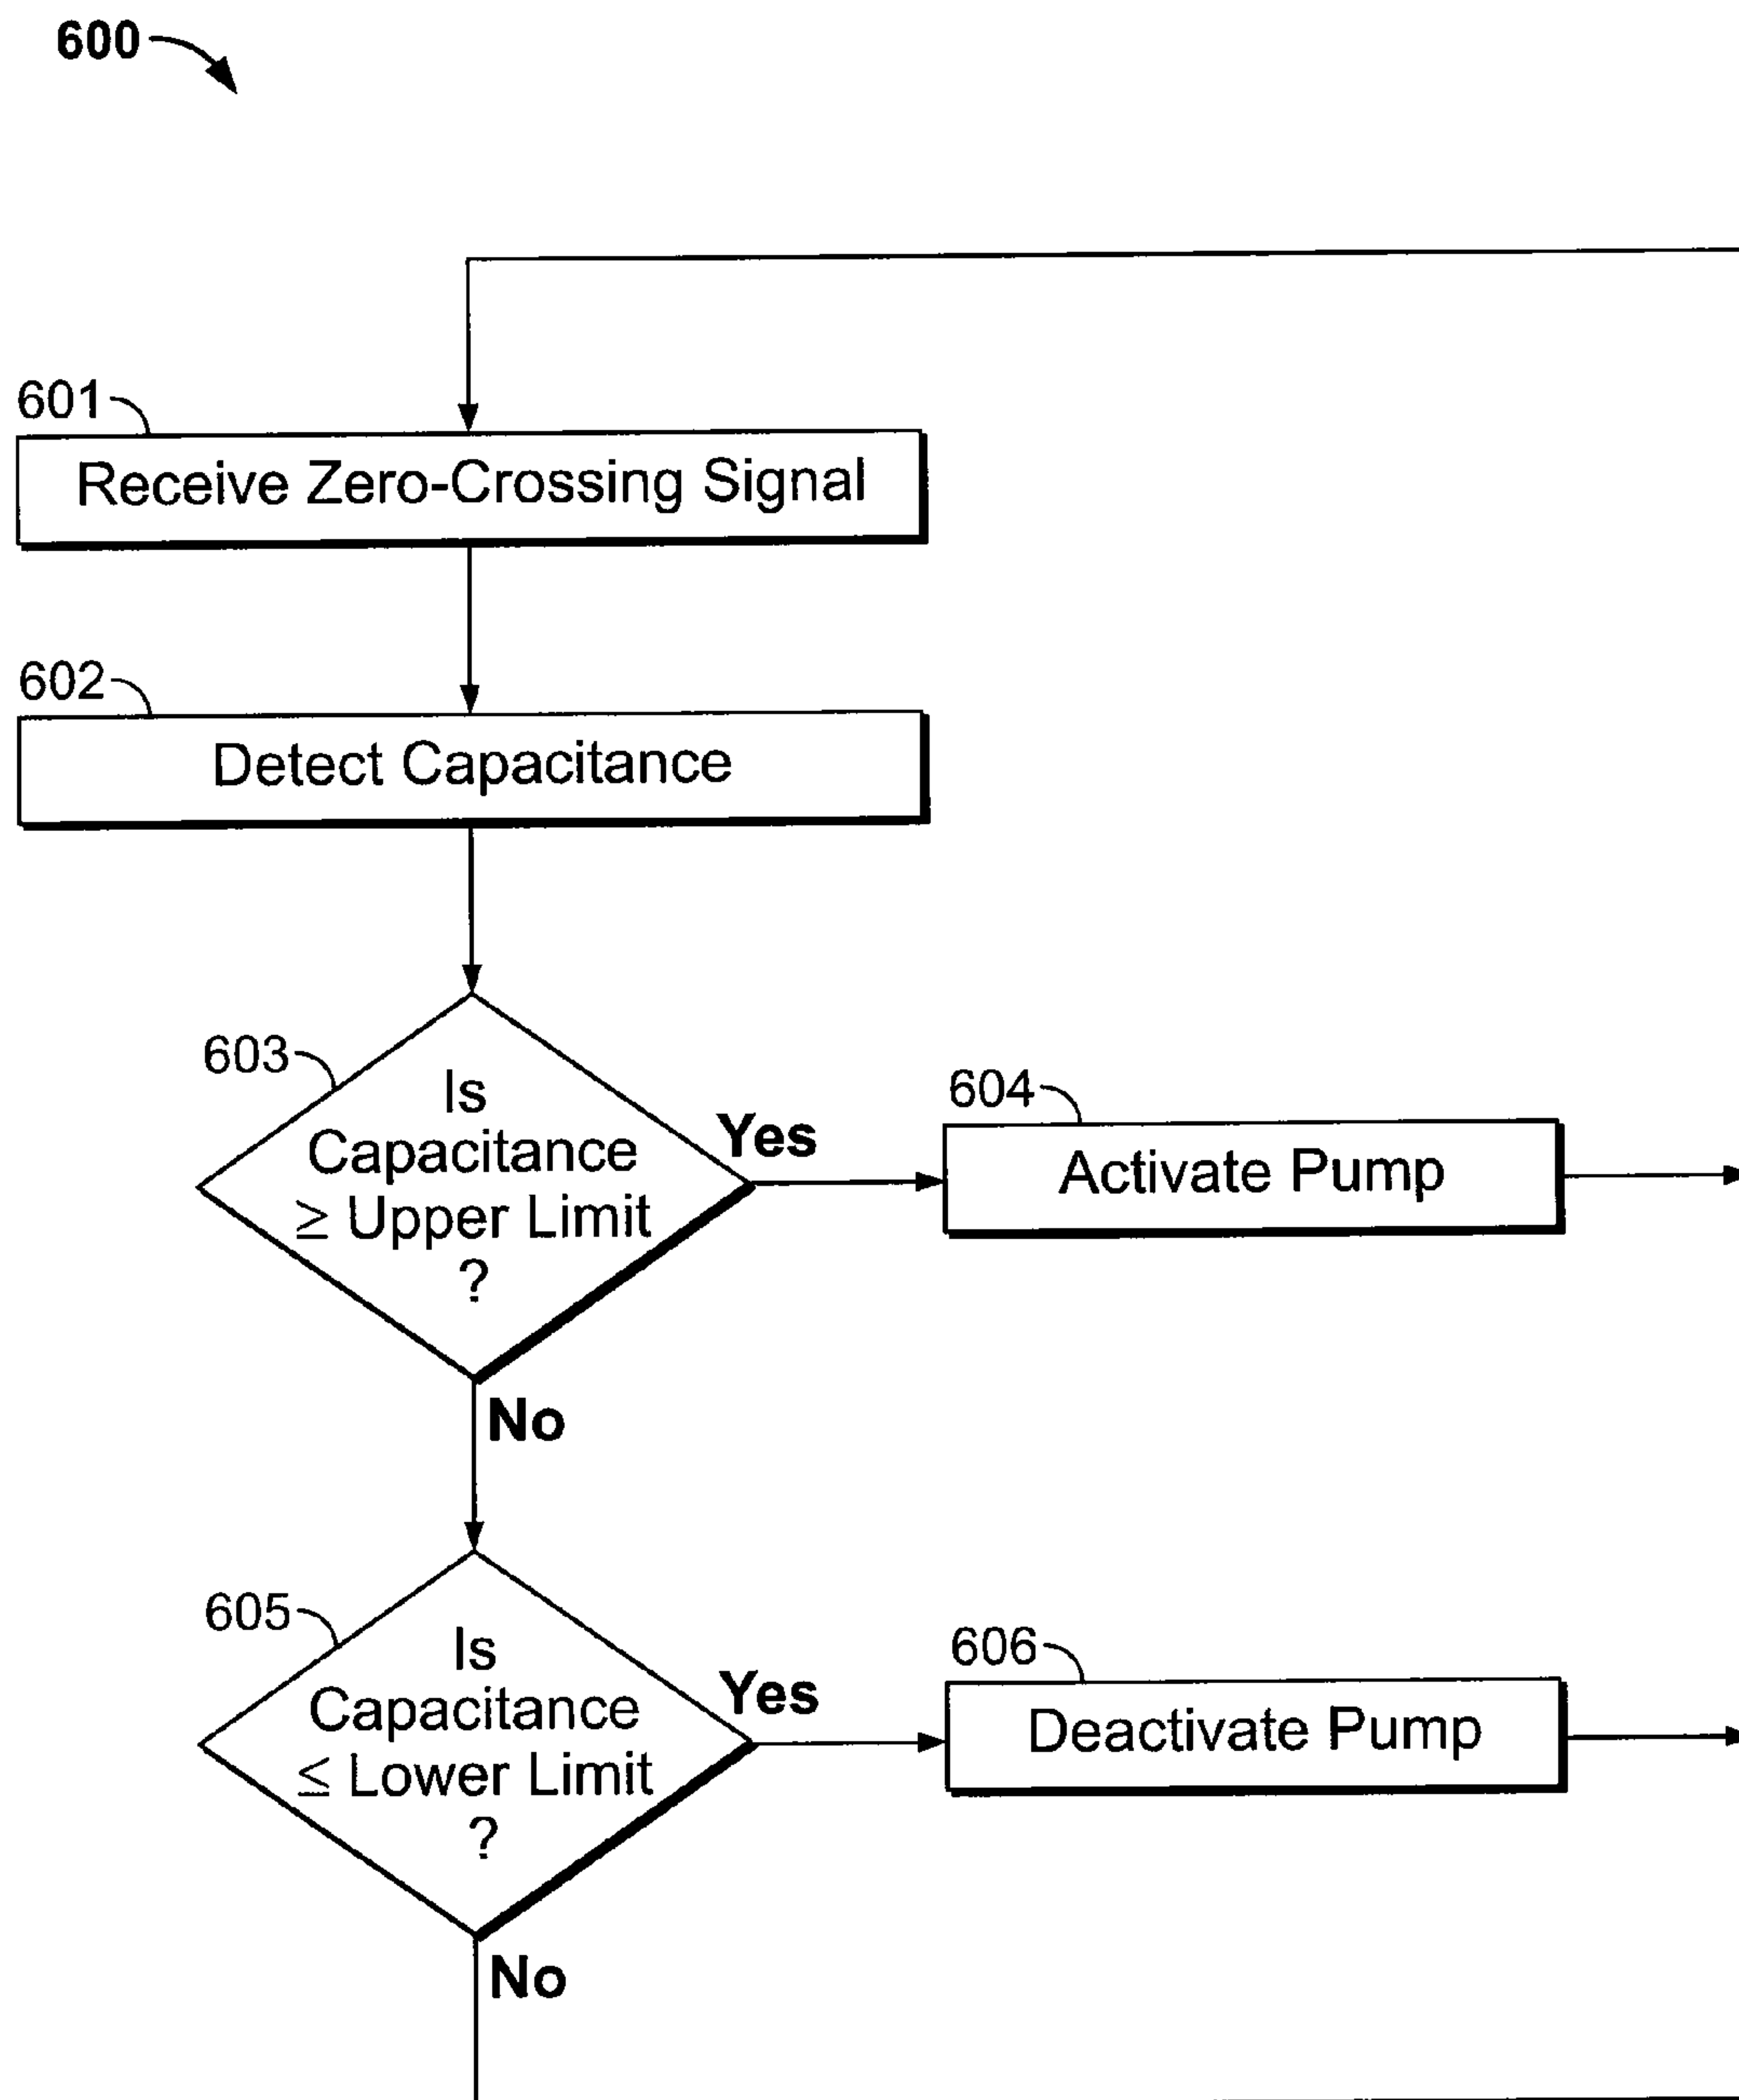 600
601
Receive Zero-Crossing Signal
602
Detect Capacitance
603
Is
Capacitance
≥ Upper Limit
?
Yes
604
Activate Pump
No
605
Is
Capacitance
≤ Lower Limit
?
Yes
606
Deactivate Pump
No